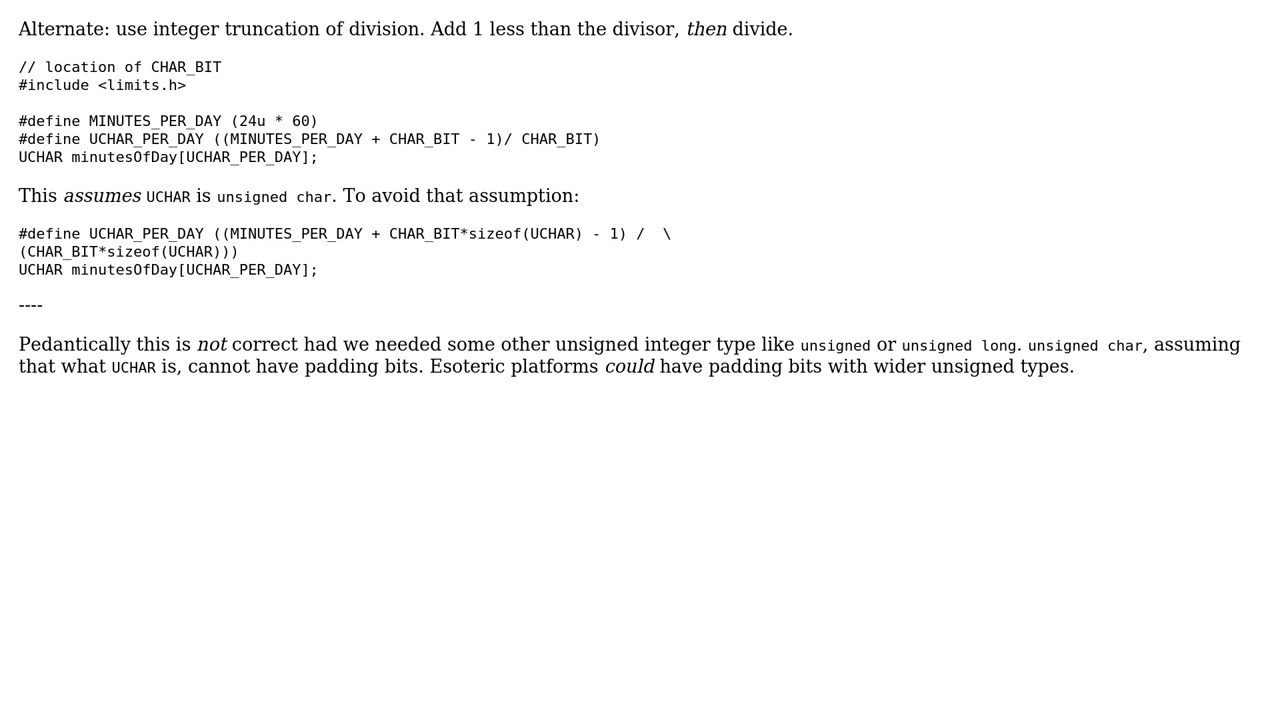 Alternate: use integer truncation of division. Add 1 less than the divisor, then divide.
// location of CHAR_BIT
#include <limits.h>
#define MINUTES_PER_DAY (24u * 60)
#define UCHAR_PER_DAY ((MINUTES_PER_DAY + CHAR_BIT - 1)/ CHAR_BIT)
UCHAR minutesOfDay[UCHAR_PER_DAY];
This assumes UCHAR is unsigned char. To avoid that assumption:
#define UCHAR_PER_DAY ((MINUTES_PER_DAY + CHAR_BIT*sizeof(UCHAR) - 1) /  \
(CHAR_BIT*sizeof(UCHAR)))
UCHAR minutesOfDay[UCHAR_PER_DAY];
----
Pedantically this is not correct had we needed some other unsigned integer type like unsigned or unsigned long. unsigned char, assuming
that what UCHAR is, cannot have padding bits. Esoteric platforms could have padding bits with wider unsigned types.